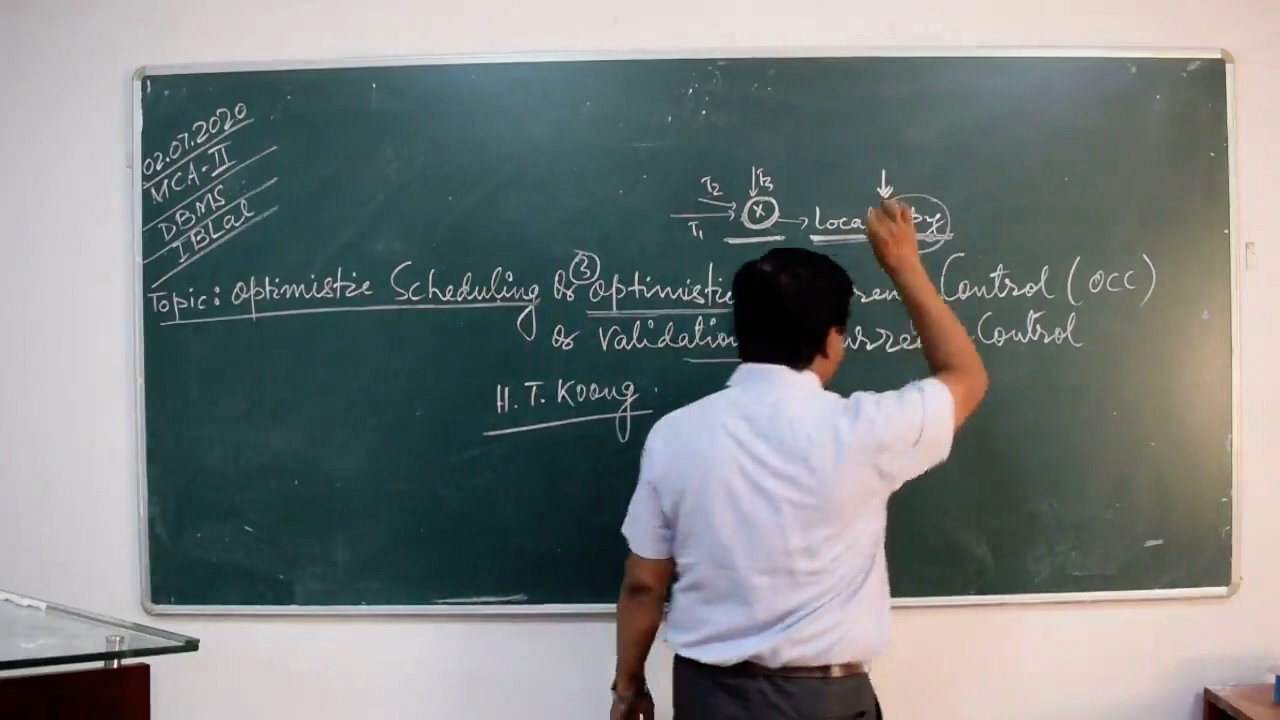 02.07.2020
MCA-II
DBMS
IBLal
T2 T3
X Local
T1
Topic: optimistic Scheduling or (3) optimistic Control (OCC)
or validation Control
H. T. Koong.